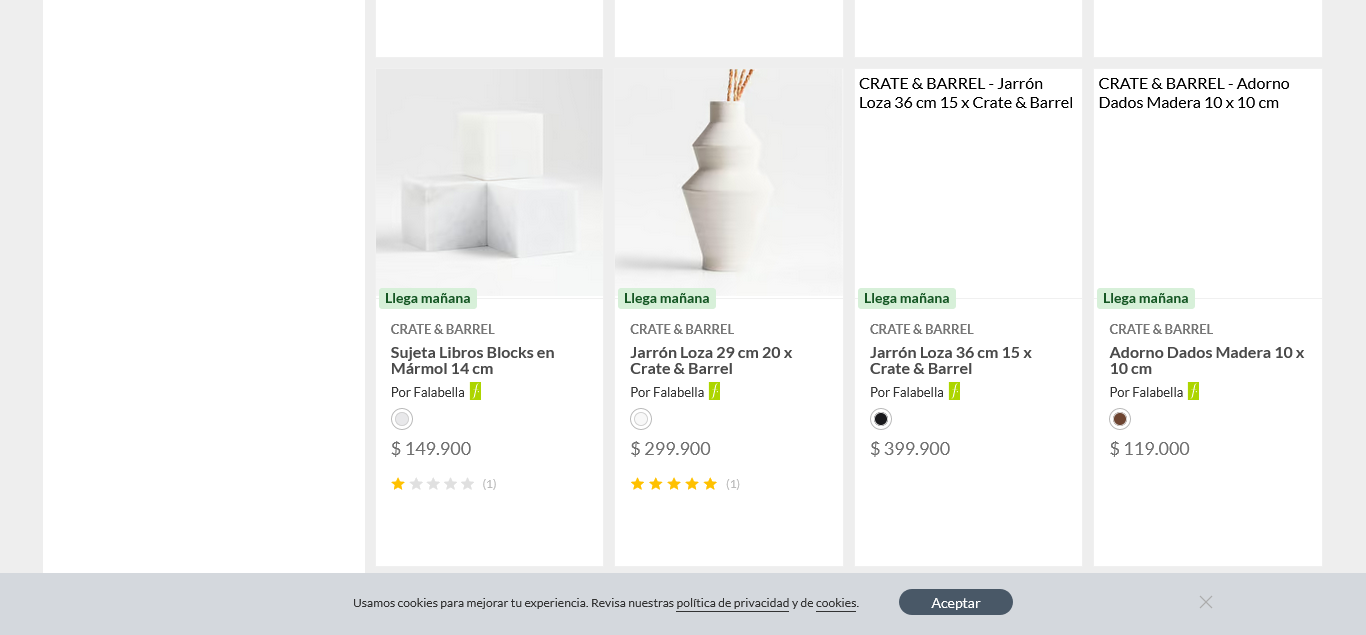 CRATE & BARREL - Jarrón
Loza 36 cm 15 x Crate & Barrel
CRATE & BARREL - Adorno
Dados Madera 10 x 10 cm
Llega mañana
CRATE & BARREL
Sujeta Libros Blocks en
Mármol 14 cm
Por Falabella
$ 149.900
(1)
Llega mañana
CRATE & BARREL
Jarrón Loza 29 cm 20 x
Crate & Barrel
Por Falabella
$ 299.900
(1)
Llega mañana
CRATE & BARREL
Jarrón Loza 36 cm 15 x
Crate & Barrel
Por Falabella
$ 399.900
Llega mañana
CRATE & BARREL
Adorno Dados Madera 10 x
10 cm
Por Falabella
$ 119.000
Usamos cookies para mejorar tu experiencia. Revisa nuestras política de privacidad y de cookies.
Aceptar